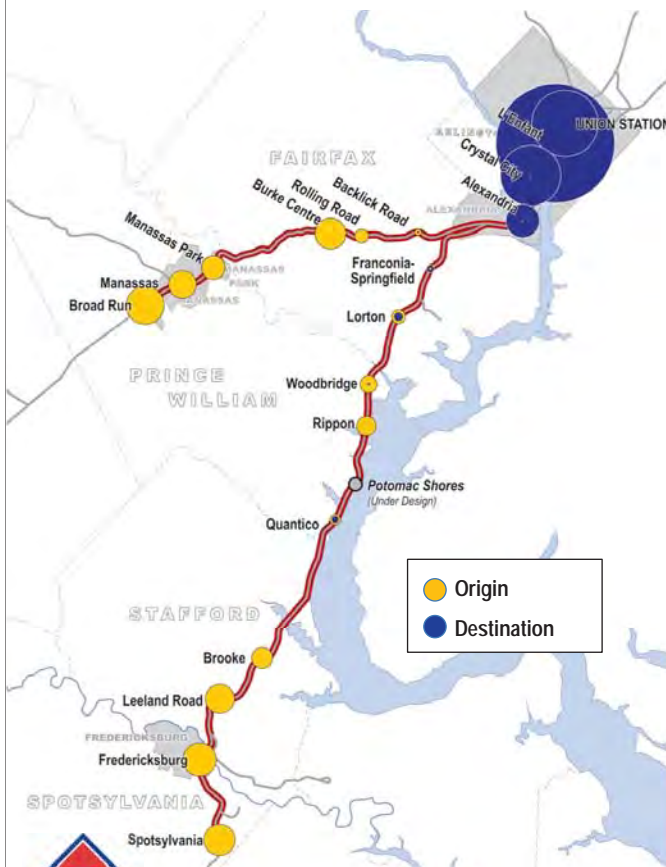 L'Enfant
UNION STATION
ARLINGTON
Crystal City
FAIRFAX
Alexandria
ALEXANDRIA
Backlick Road
Rolling Road
Burke Centre
Manassas Park
MANASSAS
PARK
Franconia-
Springfield
Manassas
MANASSAS
Broad Run
Lorton
PRINCE
WILLIAM
Woodbridge
Rippon
Potomac Shores
(Under Design)
Quantico
Origin
Destination
STAFFORD
Brooke
Leeland Road
FREDERICKSBURG
Fredericksburg
SPOTSYLVANIA
Spotsylvania